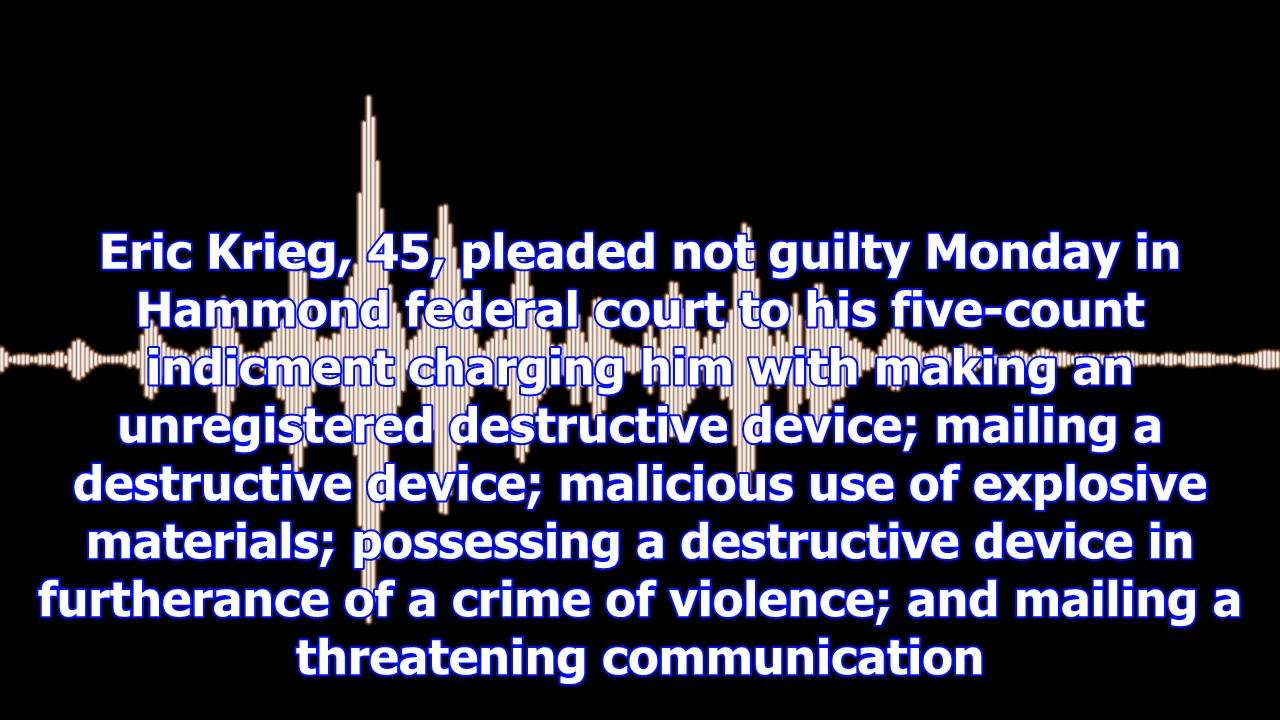 Eric Krieg, 45, pleaded not guilty Monday in
Hammond federal court to his five-count
indicment charging him with making an
unregistered destructive device; mailing a
destructive device; malicious use of explosive
materials; possessing a destructive device in
furtherance of a crime of violence; and mailing a
threatening communication